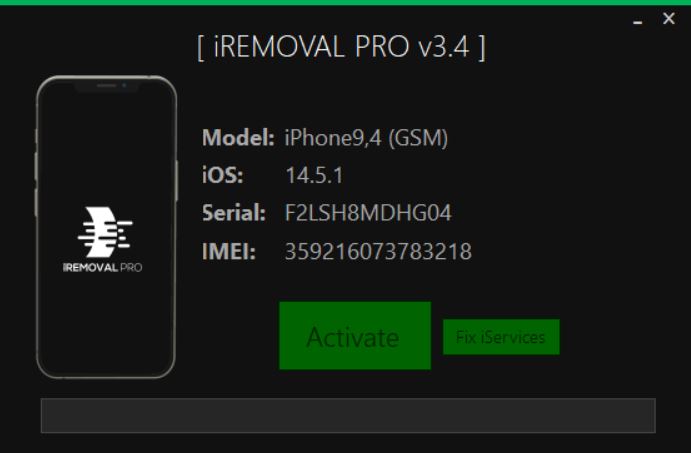 [ iREMOVAL PRO v3.4 ]
Model: iPhone9,4 (GSM)
iOS: 14.5.1
Serial: F2LSH8MDHG04
IMEI: 359216073783218
iREMOVAL PRO
Activate
Fix iServices